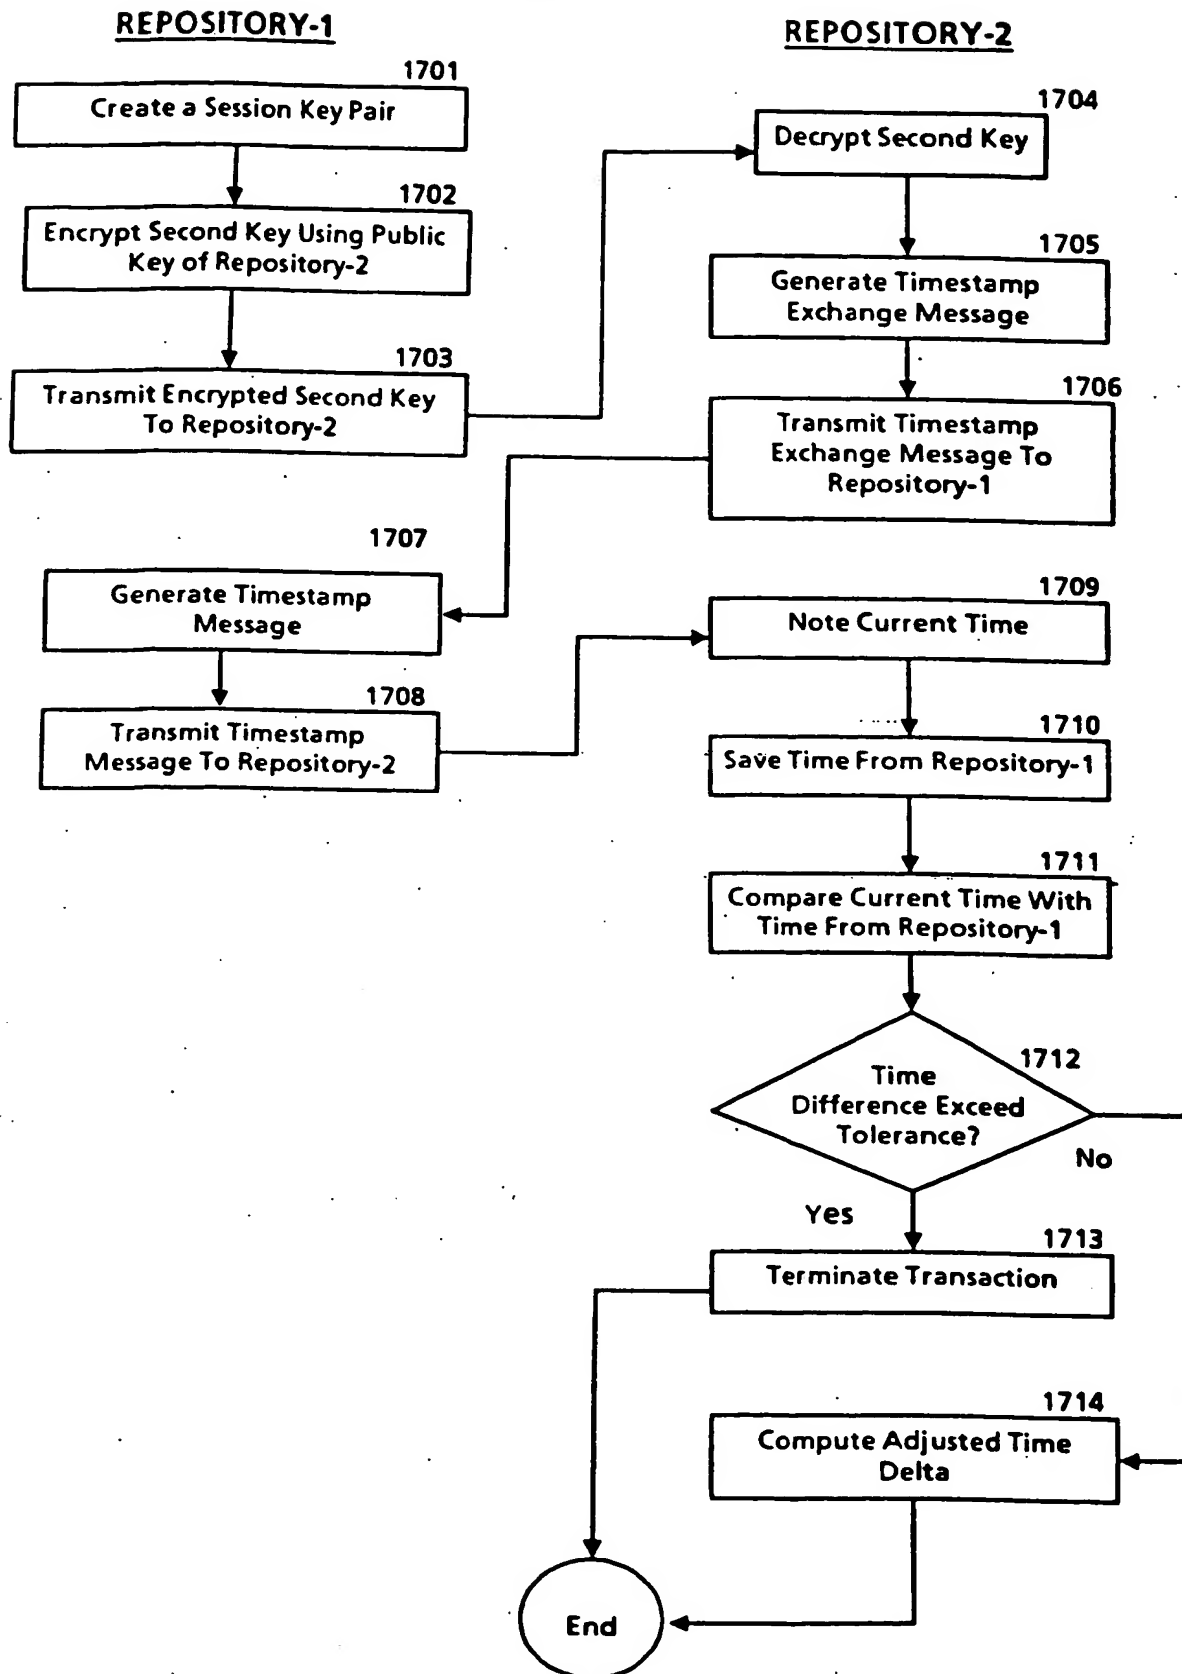 REPOSITORY-1
1701
Create a Session Key Pair
1702
Encrypt Second Key Using Public
Key of Repository-2
1703
Transmit Encrypted Second Key
To Repository-2
REPOSITORY-2
1704
Decrypt Second Key
1705
Generate Timestamp
Exchange Message
1706
Transmit Timestamp
Exchange Message To
Repository-1
1707
Generate Timestamp
Message
1708
Transmit Timestamp
Message To Repository-2
1709
Note Current Time
1710
Save Time From Repository-1
1711
Compare Current Time With
Time From Repository-1
1712
Time
Difference Exceed
Tolerance?
No
Yes
1713
Terminate Transaction
1714
Compute Adjusted Time
Delta
End